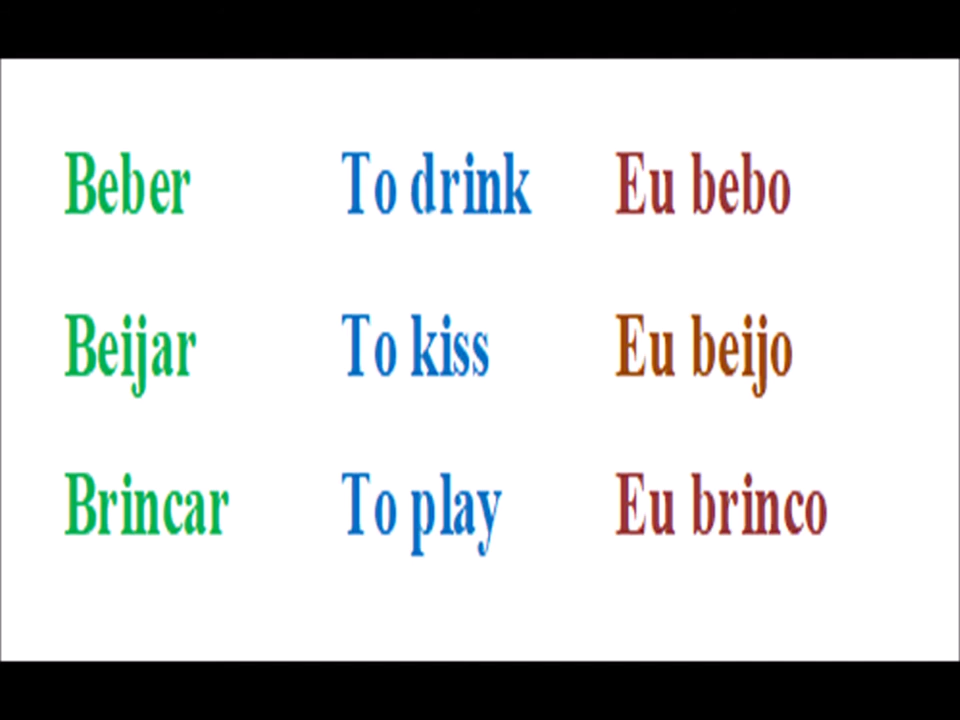 Beber To drink Eu bebo
Beijar To kiss Eu beijo
Brincar To play Eu brinco